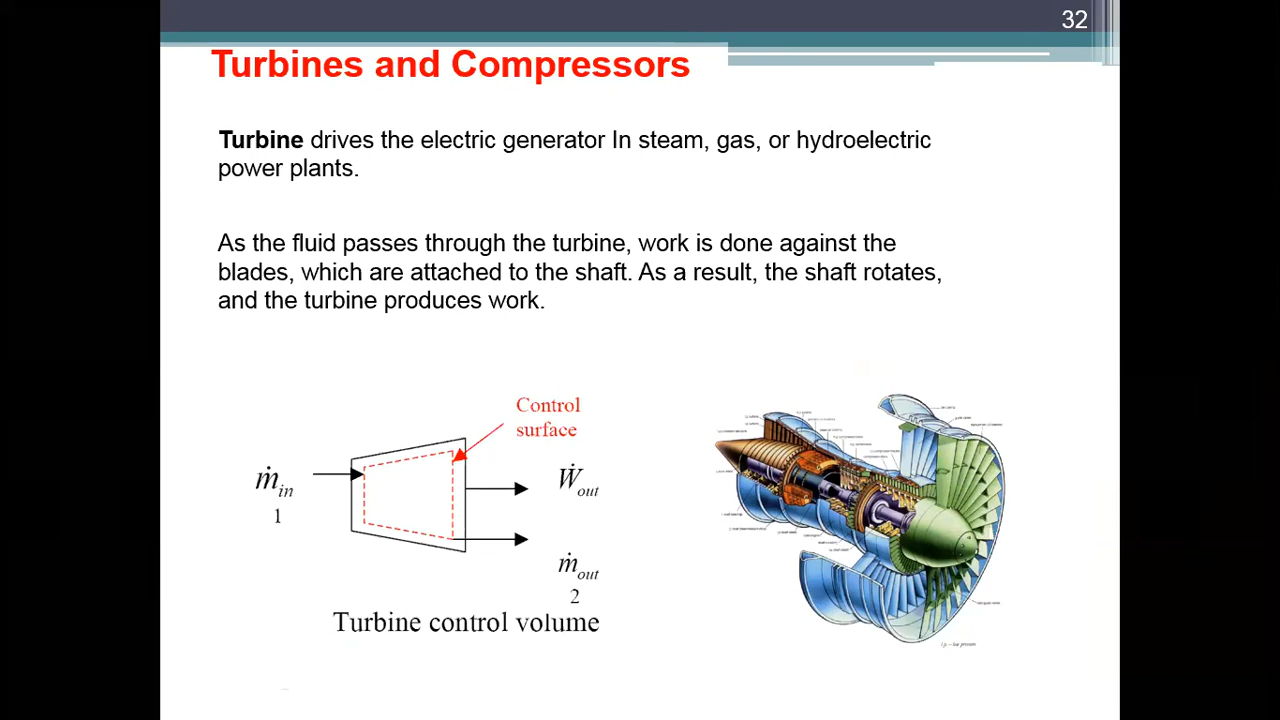 32
Turbines and Compressors
Turbine drives the electric generator In steam, gas, or hydroelectric
power plants.
As the fluid passes through the turbine, work is done against the
blades, which are attached to the shaft. As a result, the shaft rotates,
and the turbine produces work.
Control
surface
ṁin
1
Ẇout
ṁout
2
Turbine control volume